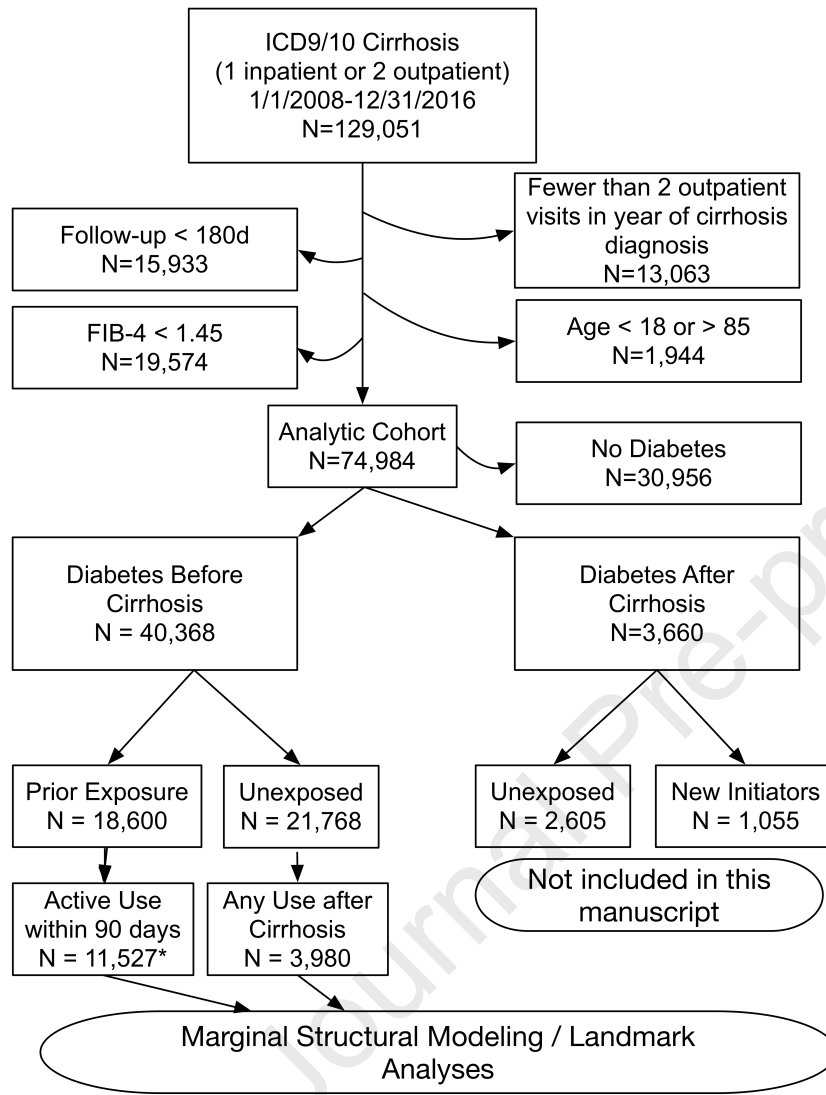 ICD9/10 Cirrhosis
(1 inpatient or 2 outpatient)
1/1/2008-12/31/2016
N=129,051
Fewer than 2 outpatient
visits in year of cirrhosis
diagnosis
N=13,063
Follow-up < 180d
N=15,933
Age < 18 or > 85
N=1,944
FIB-4 < 1.45
N=19,574
Analytic Cohort
N=74,984
No Diabetes
N=30,956
Diabetes Before
Cirrhosis
N = 40,368
Diabetes After
Cirrhosis
N=3,660
Prior Exposure
N = 18,600
Unexposed
N = 21,768
Unexposed
N = 2,605
New Initiators
N = 1,055
Active Use
within 90 days
N = 11,527*
Any Use after
Cirrhosis
N = 3,980
Not included in this
manuscript
Marginal Structural Modeling / Landmark
Analyses
Journal Pre-pr